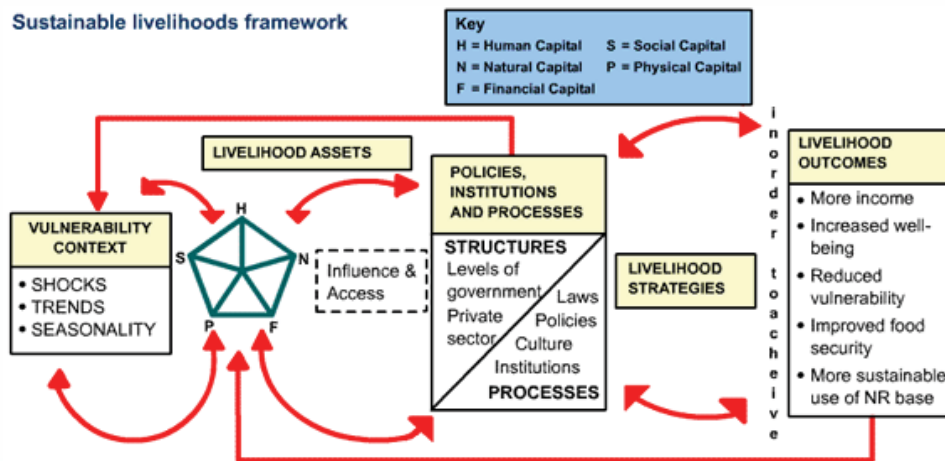 Sustainable livelihoods framework
Key
H = Human Capital S = Social Capital
N = Natural Capital P = Physical Capital
F = Financial Capital
LIVELIHOOD ASSETS
VULNERABILITY
CONTEXT
• SHOCKS
• TRENDS
• SEASONALITY
H
S
N
P
F
Influence &
Access
POLICIES,
INSTITUTIONS
AND PROCESSES
STRUCTURES
Levels of
government
Private
sector
Laws
Policies
Culture
Institutions
PROCESSES
LIVELIHOOD
STRATEGIES
inorder toacheive
LIVELIHOOD
OUTCOMES
• More income
• Increased well-
being
• Reduced
vulnerability
• Improved food
security
• More sustainable
use of NR base